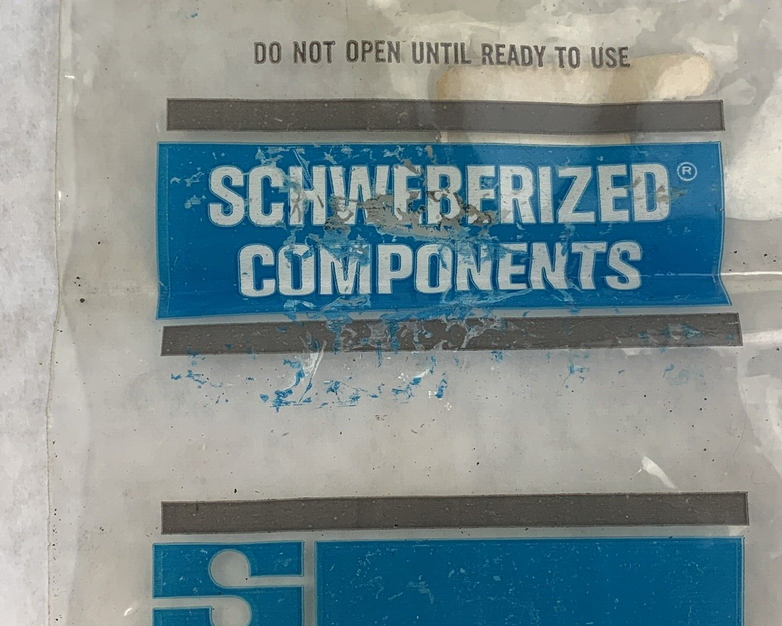 DO NOT OPEN UNTIL READY TO USE
SCHWEBERIZED®
COMPONENTS